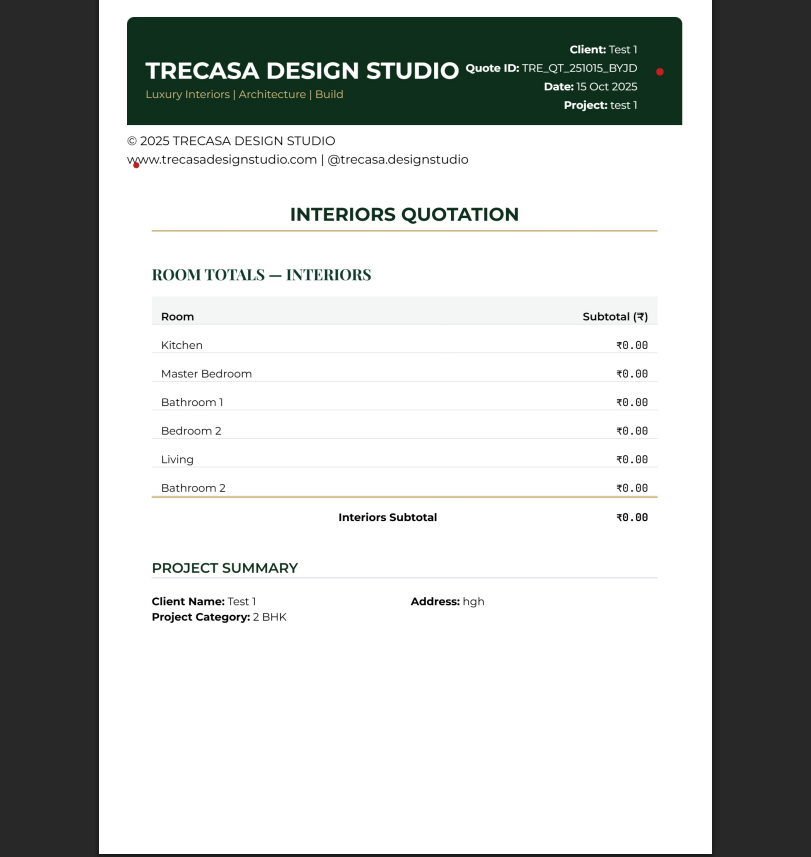 TRECASA DESIGN STUDIO
Luxury Interiors | Architecture | Build
Client: Test 1
Quote ID: TRE_QT_251015_BYJD
Date: 15 Oct 2025
Project: test 1
© 2025 TRECASA DESIGN STUDIO
www.trecasadesignstudio.com | @trecasa.designstudio
INTERIORS QUOTATION
ROOM TOTALS — INTERIORS
Room Subtotal (₹)
Kitchen ₹0.00
Master Bedroom ₹0.00
Bathroom 1 ₹0.00
Bedroom 2 ₹0.00
Living ₹0.00
Bathroom 2 ₹0.00
Interiors Subtotal ₹0.00
PROJECT SUMMARY
Client Name: Test 1 Address: hgh
Project Category: 2 BHK